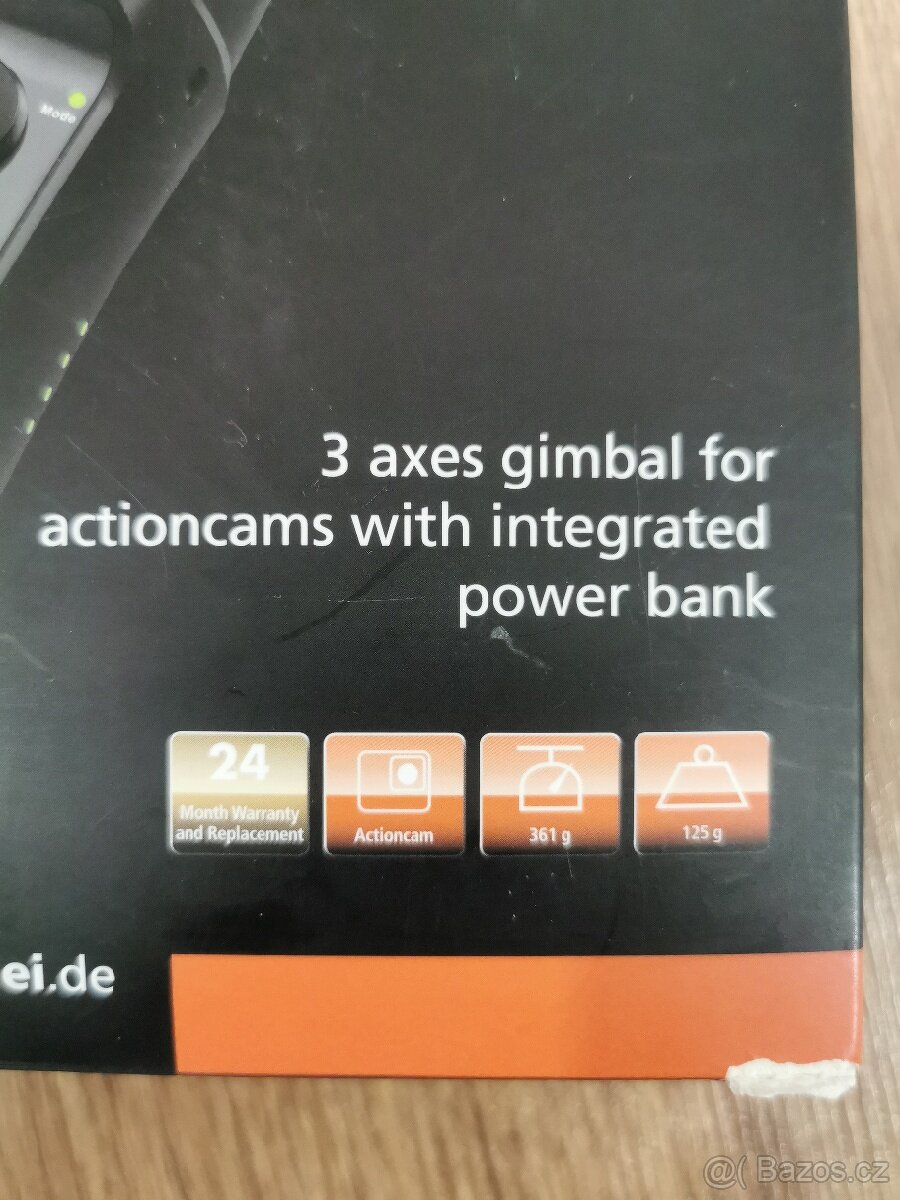 Mode
3 axes gimbal for
actioncams with integrated
power bank
24
Month Warranty
and Replacement
Actioncam
361 g
125 g
ei.de
@( Bazos.cz